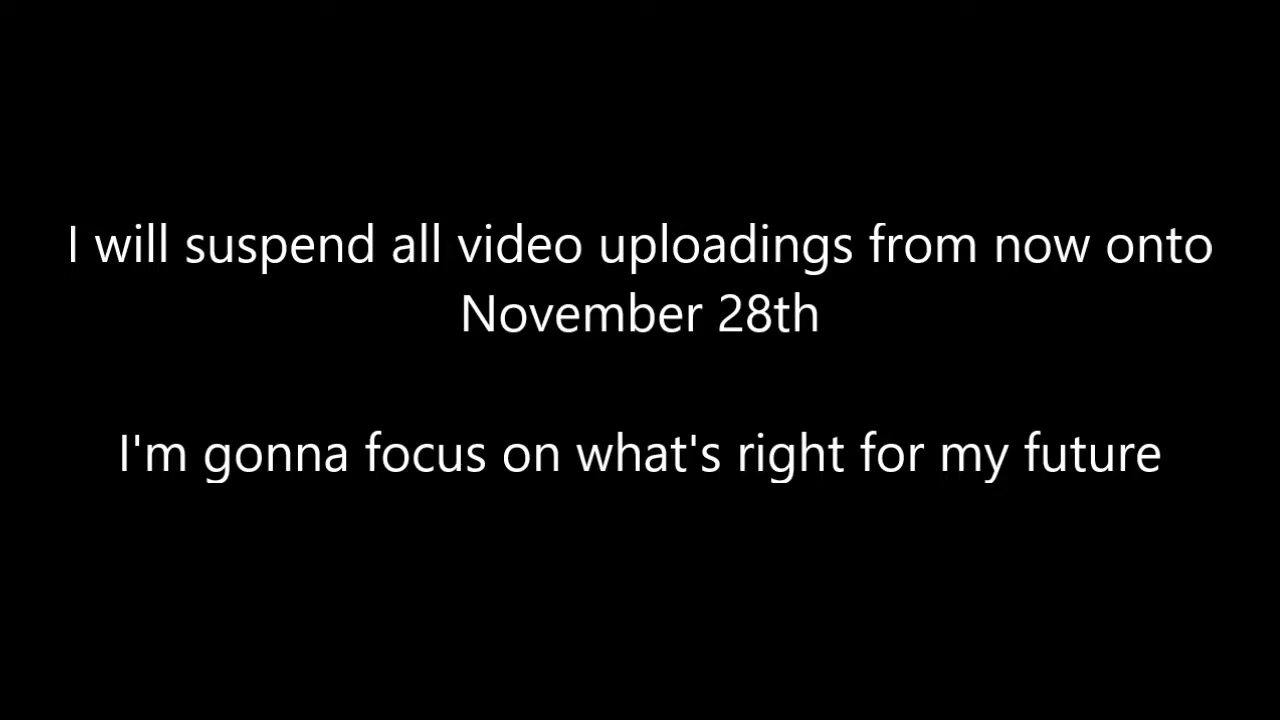 I will suspend all video uploadings from now onto
November 28th
I'm gonna focus on what's right for my future